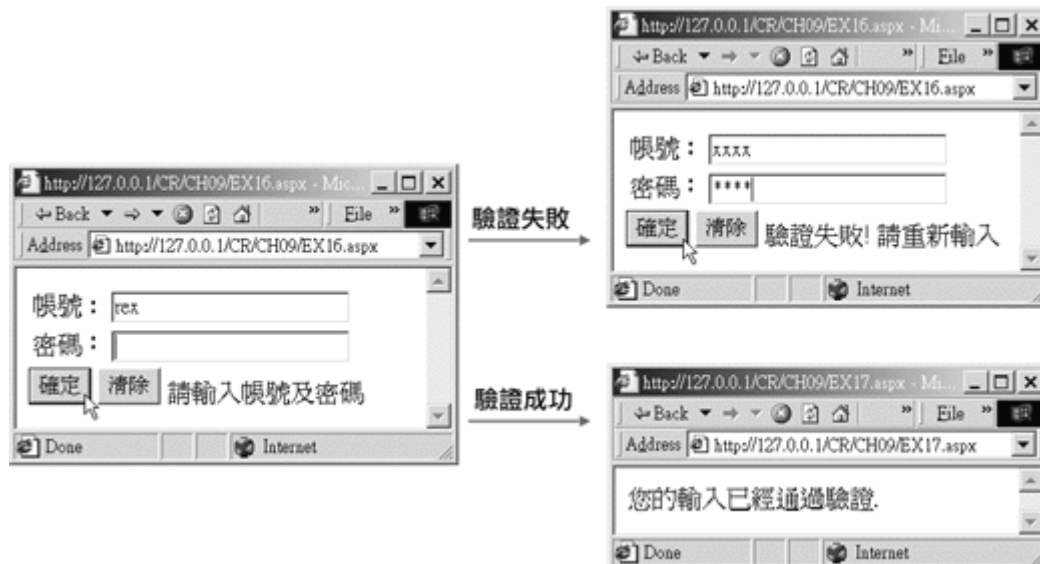 http://127.0.0.1/CR/CH09/EX16.aspx - Mic...
Back » File »
Address http://127.0.0.1/CR/CH09/EX16.aspx
帳號： rex
密碼：
確定 清除 請輸入帳號及密碼
Done Internet
驗證失敗
http://127.0.0.1/CR/CH09/EX16.aspx - Mi...
Back » File »
Address http://127.0.0.1/CR/CH09/EX16.aspx
帳號： xxxx
密碼： ****
確定 清除 驗證失敗! 請重新輸入
Done Internet
驗證成功
http://127.0.0.1/CR/CH09/EX17.aspx - Mi...
Back » File »
Address http://127.0.0.1/CR/CH09/EX17.aspx
您的輸入已經通過驗證.
Done Internet